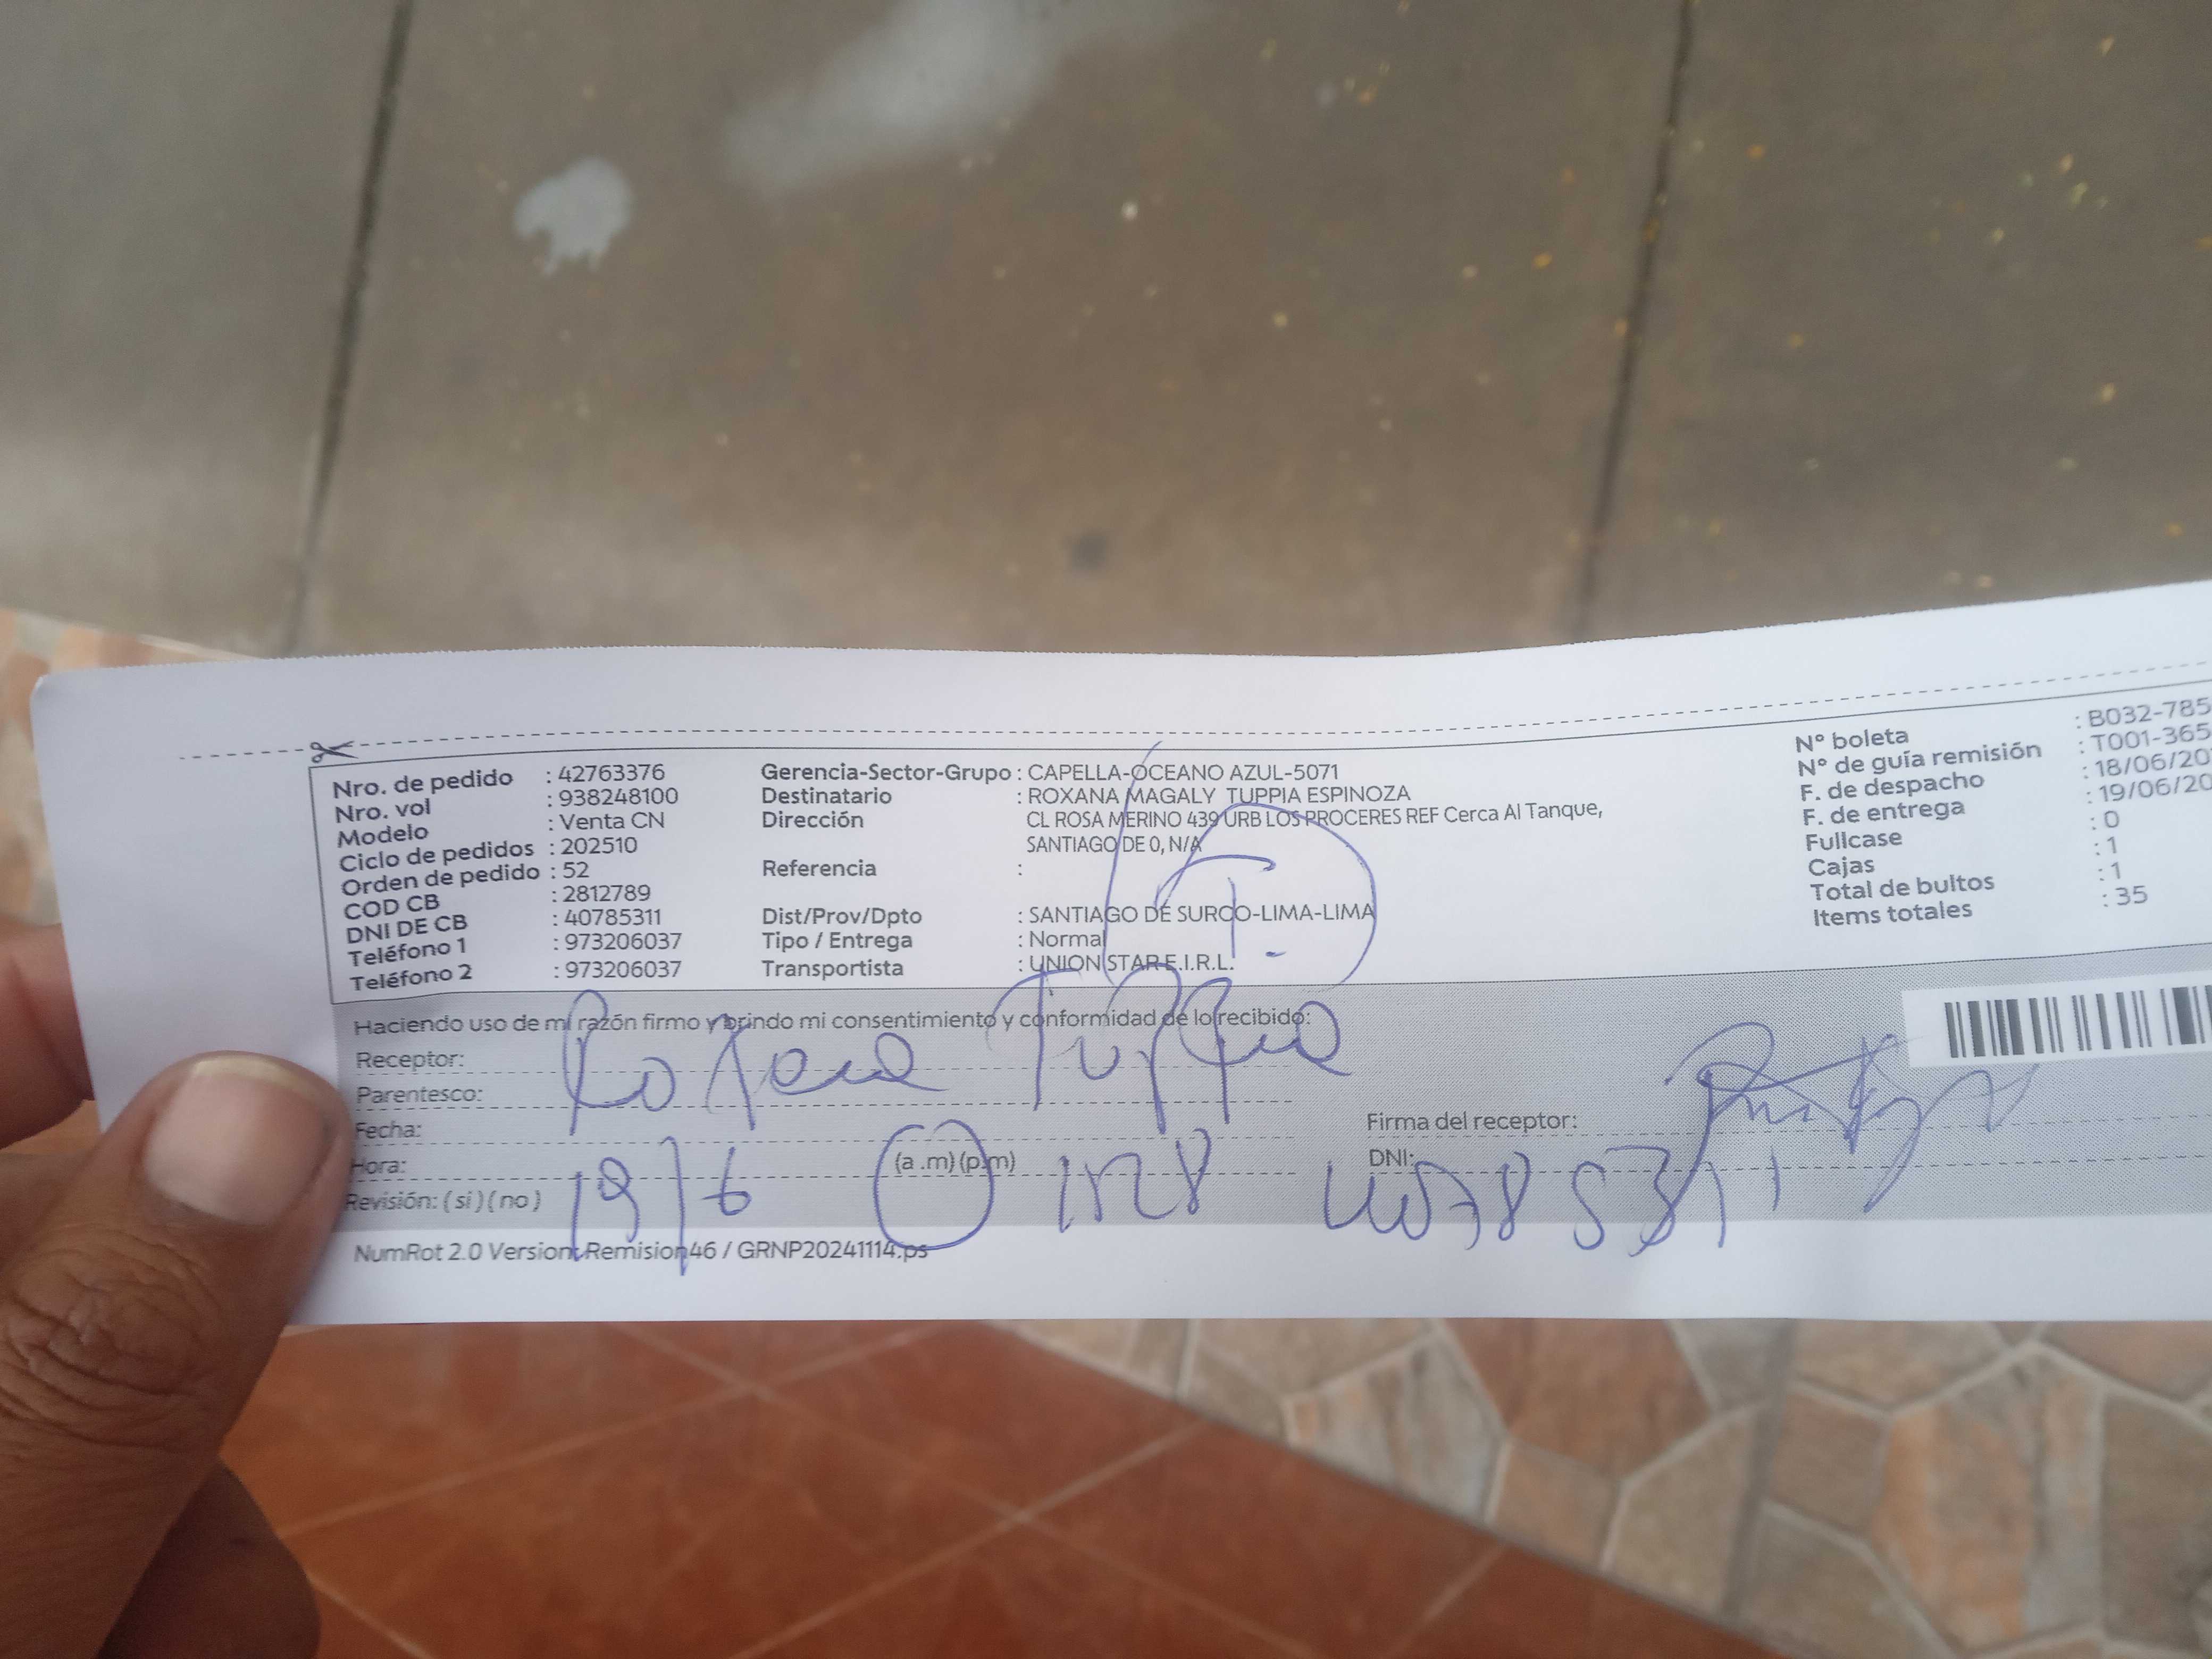 Nro. de pedido : 42763376
Nro. vol : 938248100
Modelo : Venta CN
Ciclo de pedidos : 202510
Orden de pedido : 52
COD CB : 2812789
DNI DE CB : 40785311
Teléfono 1 : 973206037
Teléfono 2 : 973206037
Gerencia-Sector-Grupo : CAPELLA-OCEANO AZUL-5071
Destinatario : ROXANA MAGALY TUPPIA ESPINOZA
Dirección CL ROSA MERINO 439 URB LOS PROCERES REF Cerca Al Tanque,
SANTIAGO DE 0, N/A
Referencia :
Dist/Prov/Dpto : SANTIAGO DE SURCO-LIMA-LIMA
Tipo / Entrega : Normal
Transportista : UNION STAR E.I.R.L.
T.
N° boleta : B032-785
N° de guía remisión : T001-365
F. de despacho : 18/06/20
F. de entrega : 19/06/20
Fullcase : 0
Cajas : 1
Total de bultos : 1
Items totales : 35
Haciendo uso de mi razón firmo y brindo mi consentimiento y conformidad de lo recibido:
Receptor: Roxana Tuppia
Parentesco:
Fecha:
Hora: 19/6 (a .m) (p.m)
Revisión: ( si ) ( no )
Firma del receptor:
DNI: 40785311
NumRot 2.0 Version: Remision46 / GRNP20241114.ps